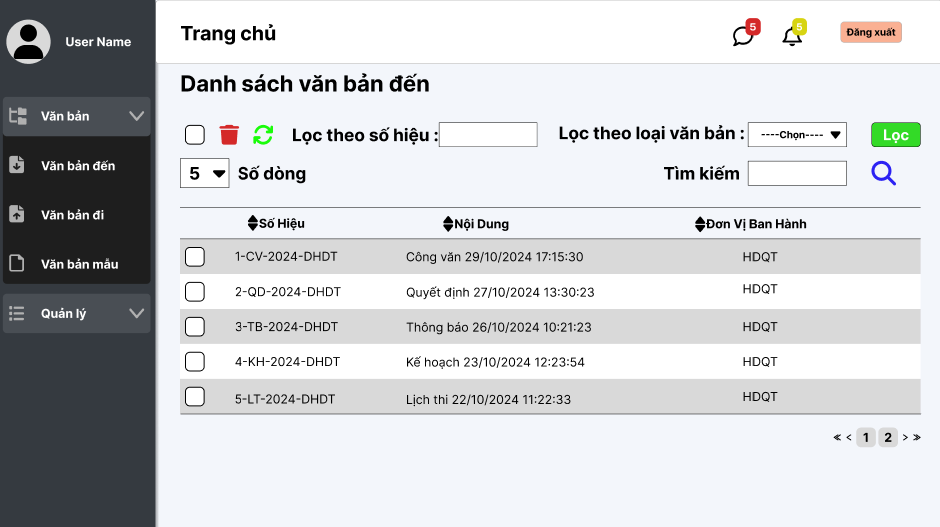 User Name
Văn bản
Văn bản đến
Văn bản đi
Văn bản mẫu
Quản lý
Trang chủ
5
5
Đăng xuất
Danh sách văn bản đến
Lọc theo số hiệu :
Lọc theo loại văn bản :
----Chọn----
Lọc
5
Số dòng
Tìm kiếm
Số Hiệu Nội Dung Đơn Vị Ban Hành
1-CV-2024-DHDT Công văn 29/10/2024 17:15:30 HDQT
2-QD-2024-DHDT Quyết định 27/10/2024 13:30:23 HDQT
3-TB-2024-DHDT Thông báo 26/10/2024 10:21:23 HDQT
4-KH-2024-DHDT Kế hoạch 23/10/2024 12:23:54 HDQT
5-LT-2024-DHDT Lịch thi 22/10/2024 11:22:33 HDQT
« < 1 2 > »